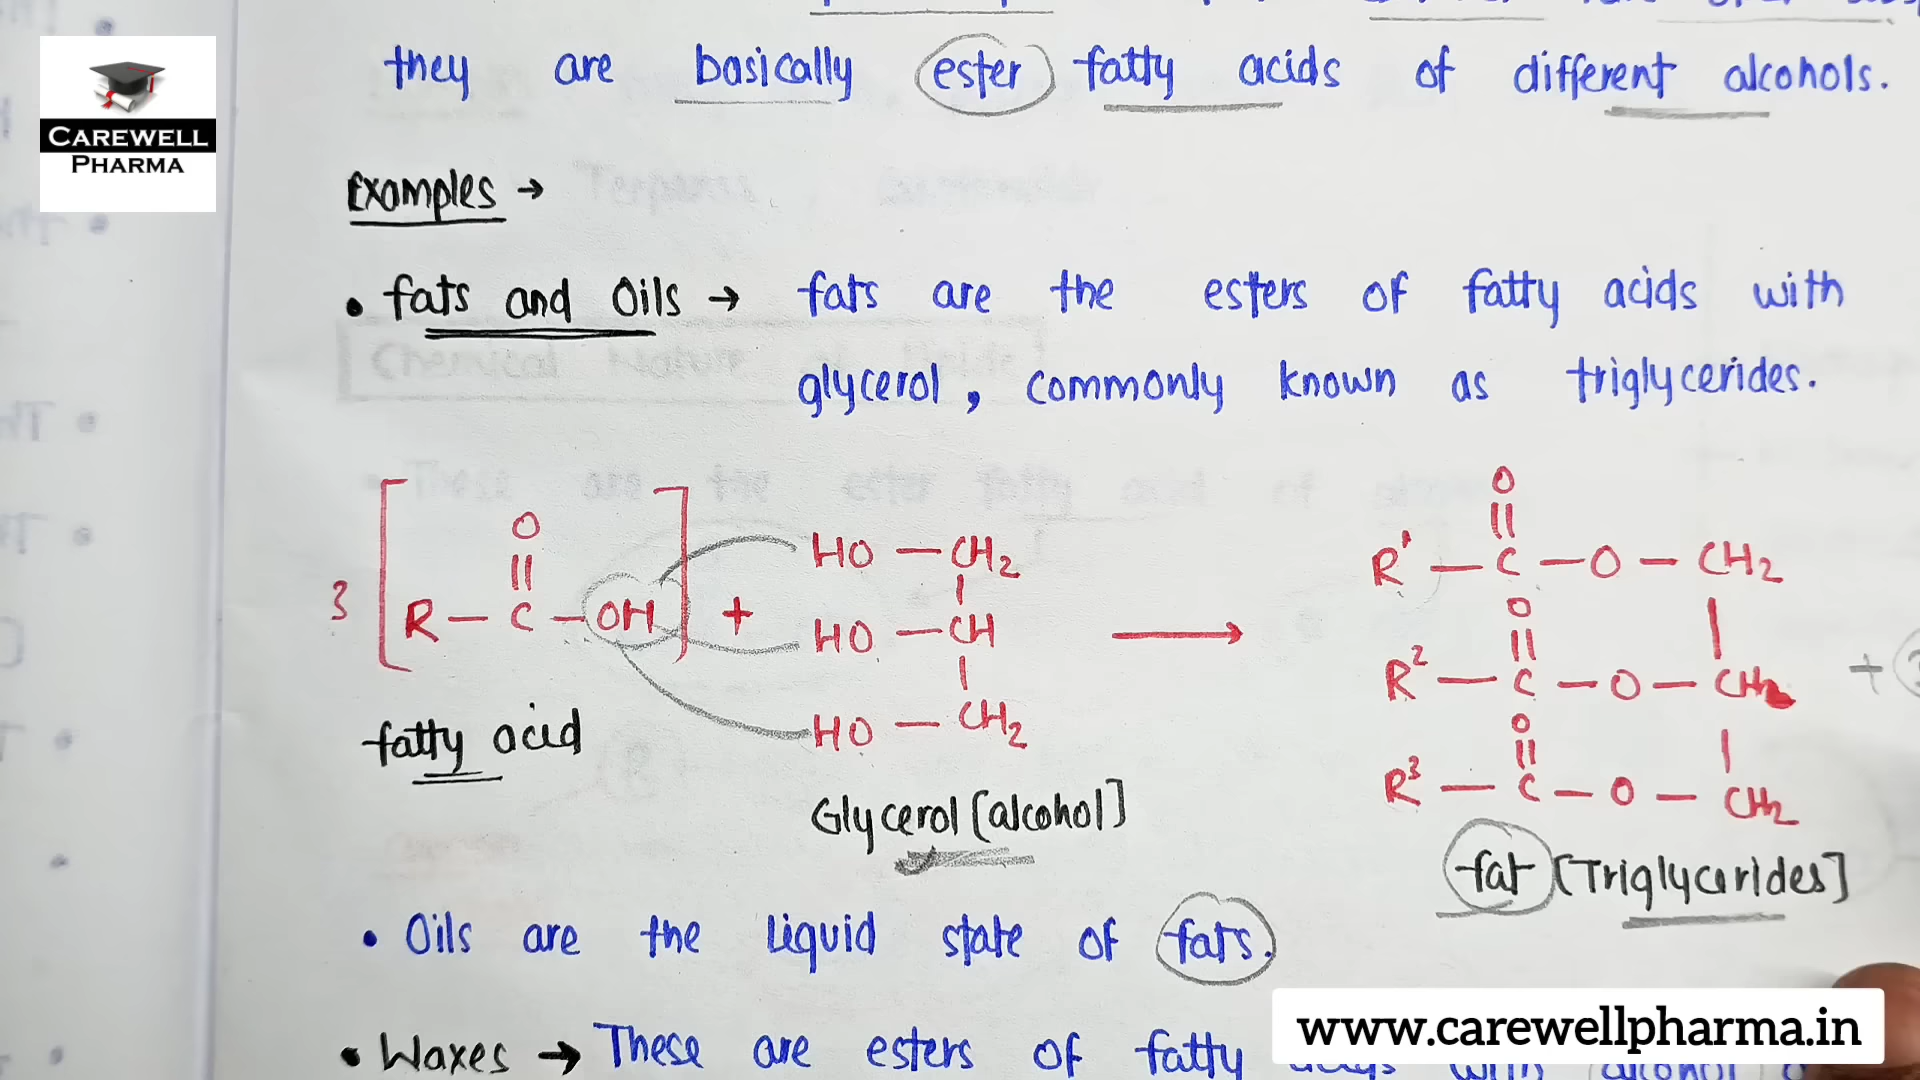 CAREWELL
PHARMA
they are basically ester fatty acids of different alcohols.
Examples →
• fats and Oils → fats are the esters of fatty acids with
glycerol, commonly known as triglycerides.
3 [R — C — OH] + 
O
||
HO — CH2
|
HO — CH
|
HO — CH2
→
O
||
R1 — C — O — CH2
O
||
|
R2 — C — O — CH
+
O
||
|
R3 — C — O — CH2
fatty acid
Glycerol [alcohol]
fat [Triglycerides]
• Oils are the liquid state of fats.
• Waxes → These are esters of fatty with
www.carewellpharma.in